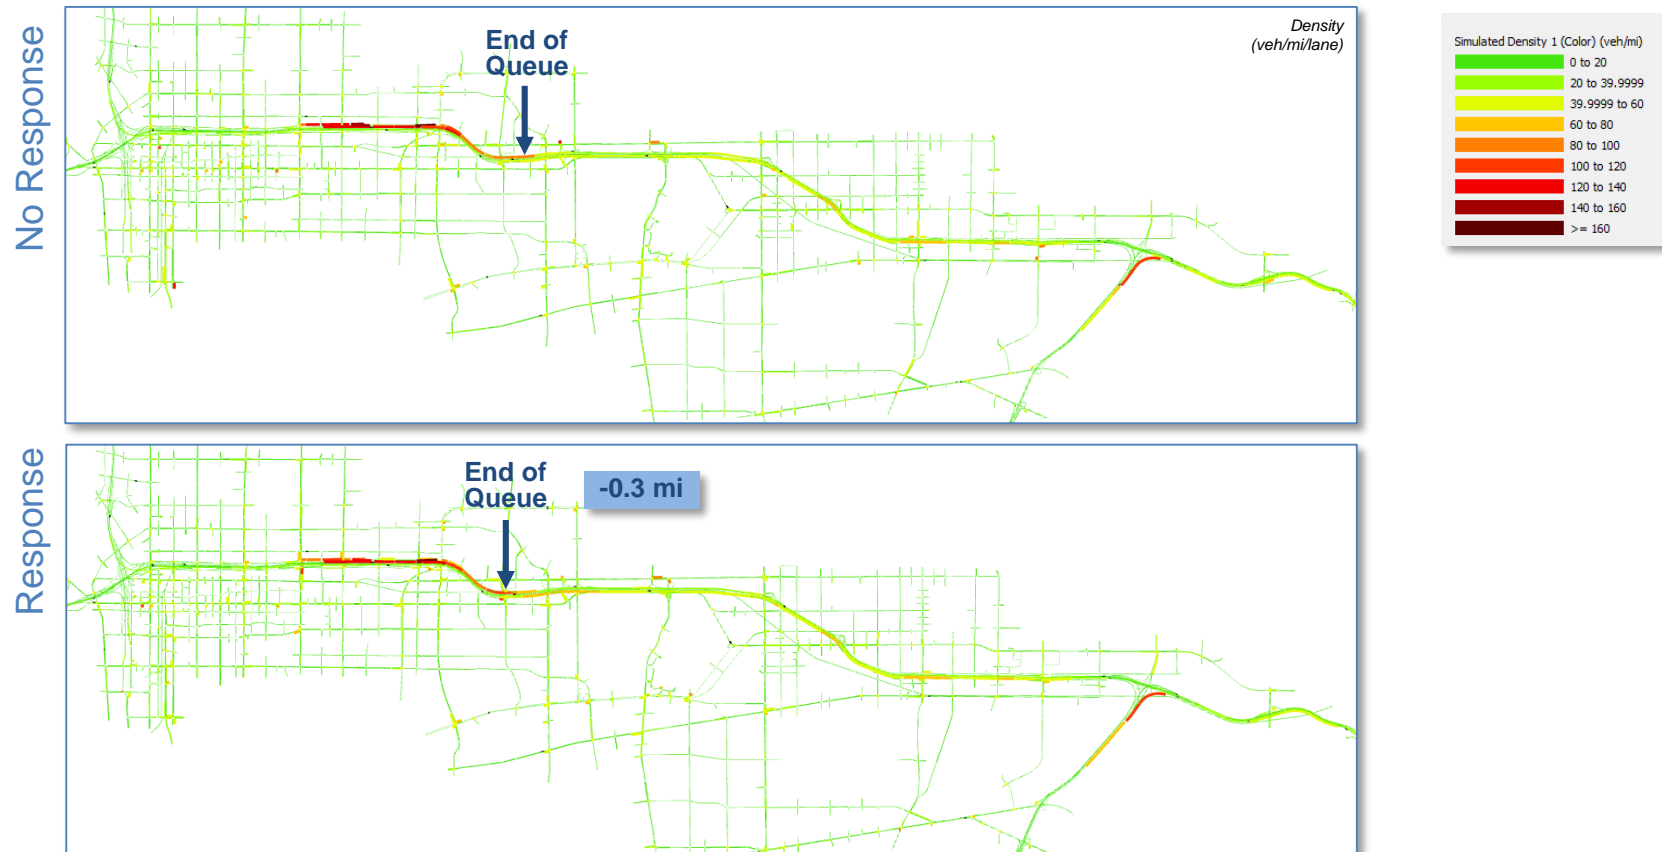 No Response
End of
Queue
Density
(veh/mi/lane)
Simulated Density 1 (Color) (veh/mi)
0 to 20
20 to 39.9999
39.9999 to 60
60 to 80
80 to 100
100 to 120
120 to 140
140 to 160
>= 160
Response
End of
Queue
-0.3 mi